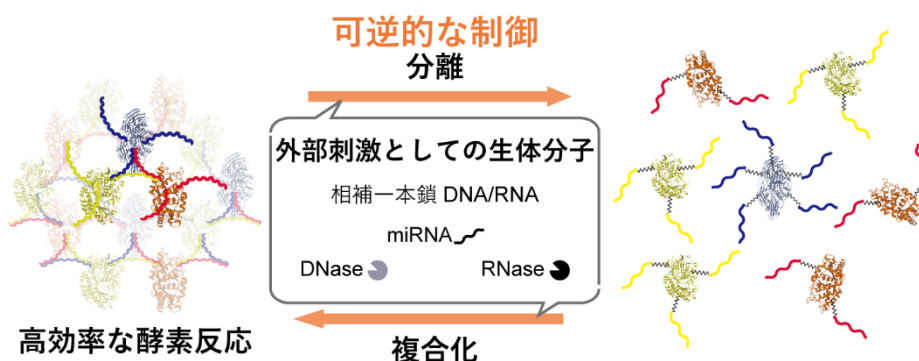 可逆的な制御
分離
外部刺激としての生体分子
相補一本鎖 DNA/RNA
miRNA
DNase
RNase
複合化
高効率な酵素反応